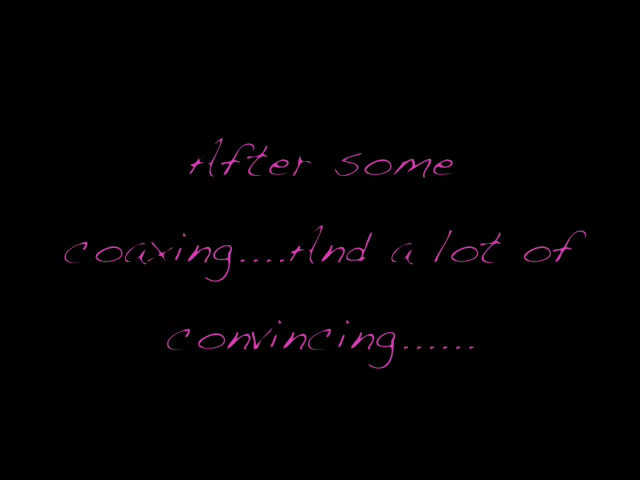 After some
coaxing....And a lot of
convincing......